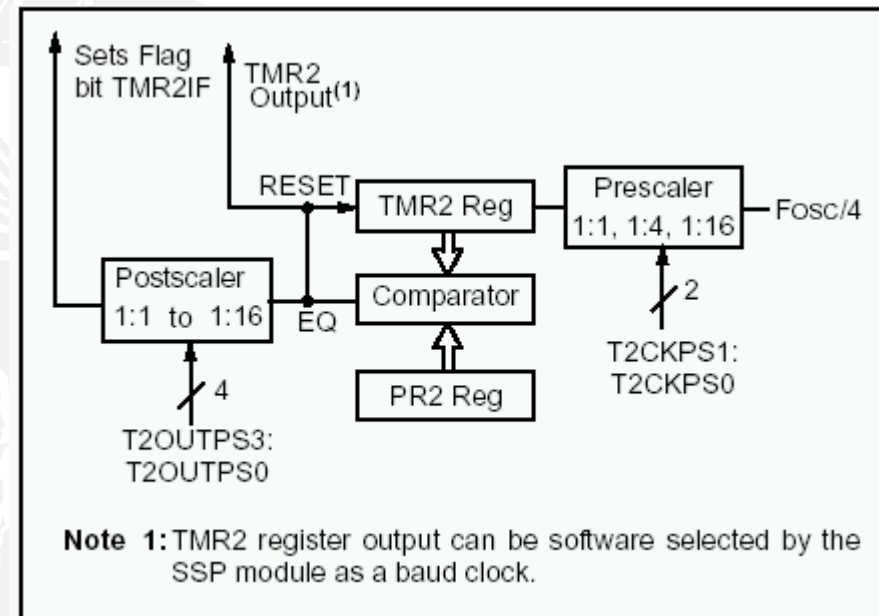 Sets Flag
bit TMR2IF
TMR2
Output(1)
RESET
TMR2 Reg
Prescaler
1:1, 1:4, 1:16
FOSC/4
Postscaler
1:1 to 1:16
EQ
Comparator
2
T2CKPS1:
T2CKPS0
PR2 Reg
4
T2OUTPS3:
T2OUTPS0
Note 1: TMR2 register output can be software selected by the
SSP module as a baud clock.